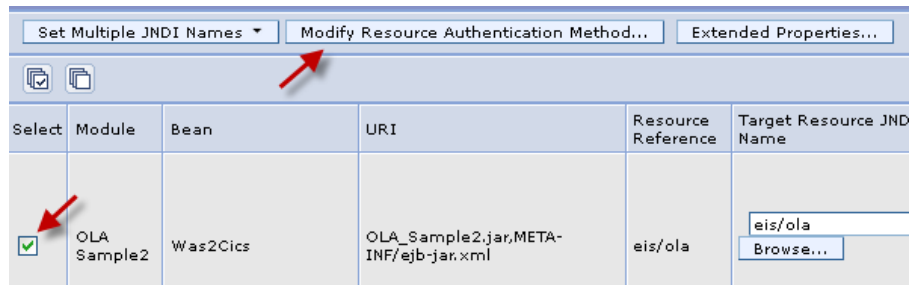 Set Multiple JNDI Names
Modify Resource Authentication Method...
Extended Properties...
Select
Module
Bean
URI
Resource
Reference
Target Resource JND
Name
OLA
Sample2
Was2Cics
OLA_Sample2.jar,META-
INF/ejb-jar.xml
eis/ola
eis/ola
Browse...